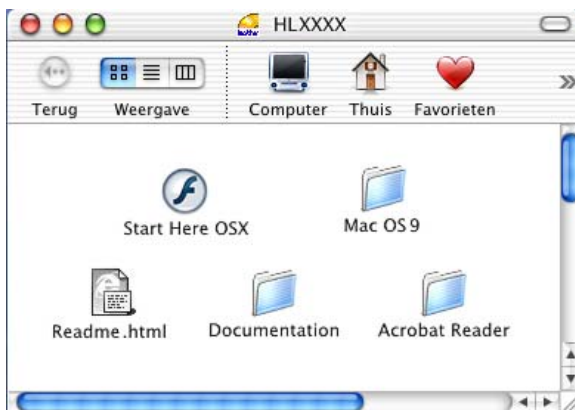 HLXXXX
Terug Weergave Computer Thuis Favorieten
Start Here OSX Mac OS 9
Readme.html Documentation Acrobat Reader